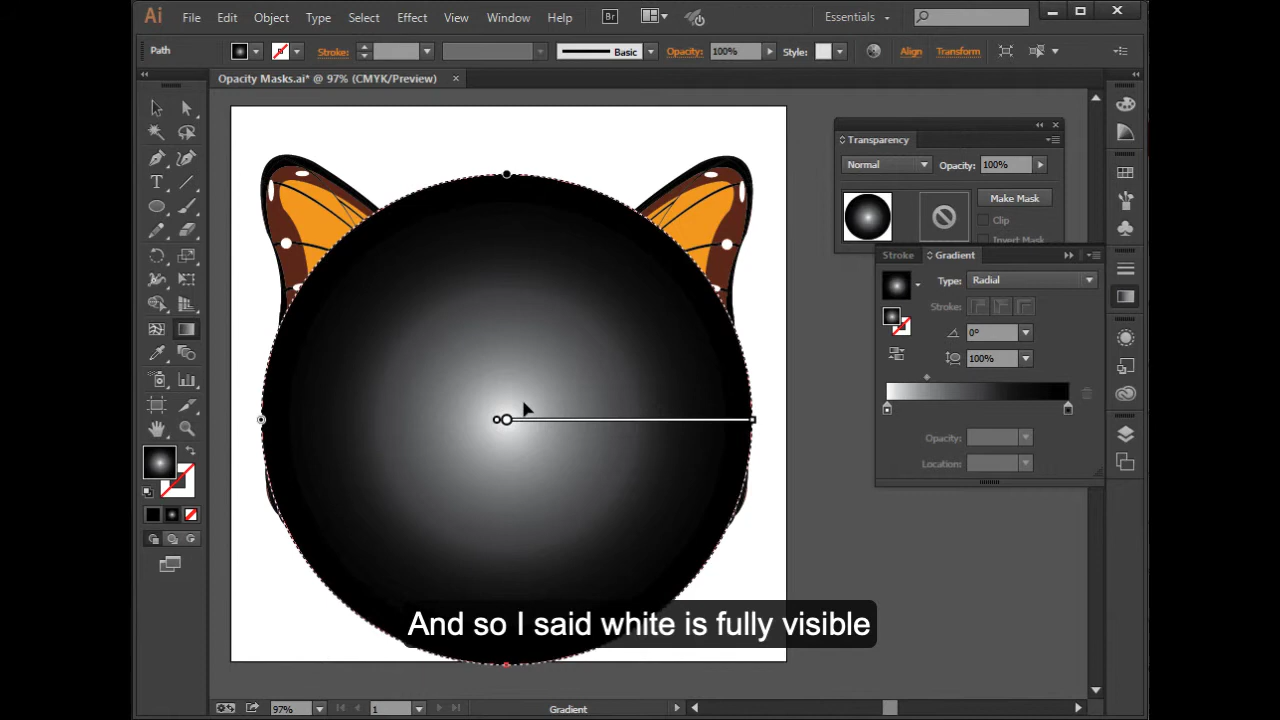 Ai File Edit Object Type Select Effect View Window Help Br Essentials
Path Stroke: Basic Opacity: 100% Style: Align Transform
Opacity Masks.ai* @ 97% (CMYK/Preview)
Transparency
Normal Opacity: 100%
Make Mask
Clip
Invert Mask
Stroke Gradient
Type: Radial
Stroke:
0°
100%
Opacity:
Location:
And so I said white is fully visible
97% 1 Gradient